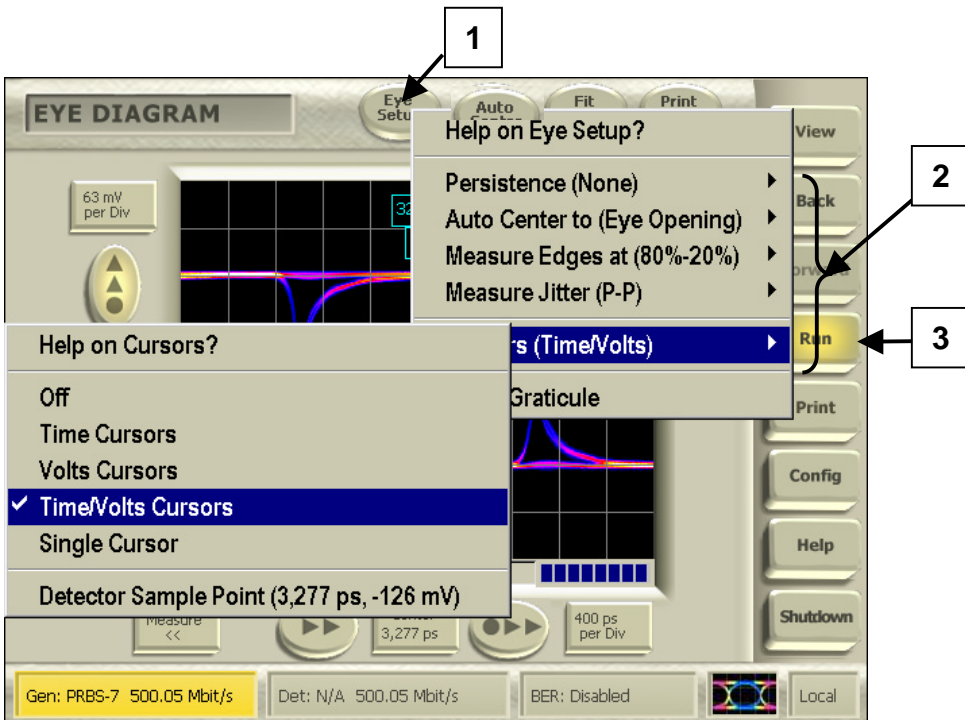 1
EYE DIAGRAM
Eye
Auto
Fit
Print
Help on Eye Setup?
View
2
63 mV
per Div
Persistence (None)
Back
Auto Center to (Eye Opening)
Measure Edges at (80%-20%)
Measure Jitter (P-P)
Help on Cursors?
rs (Time/Volts)
Run
3
Off
Graticule
Print
Time Cursors
Volts Cursors
Config
Time/Volts Cursors
Single Cursor
Help
Detector Sample Point (3,277 ps, -126 mV)
Measure
<<
3,277 ps
400 ps
per Div
Shutdown
Gen: PRBS-7 500.05 Mbit/s
Det: N/A 500.05 Mbit/s
BER: Disabled
Local